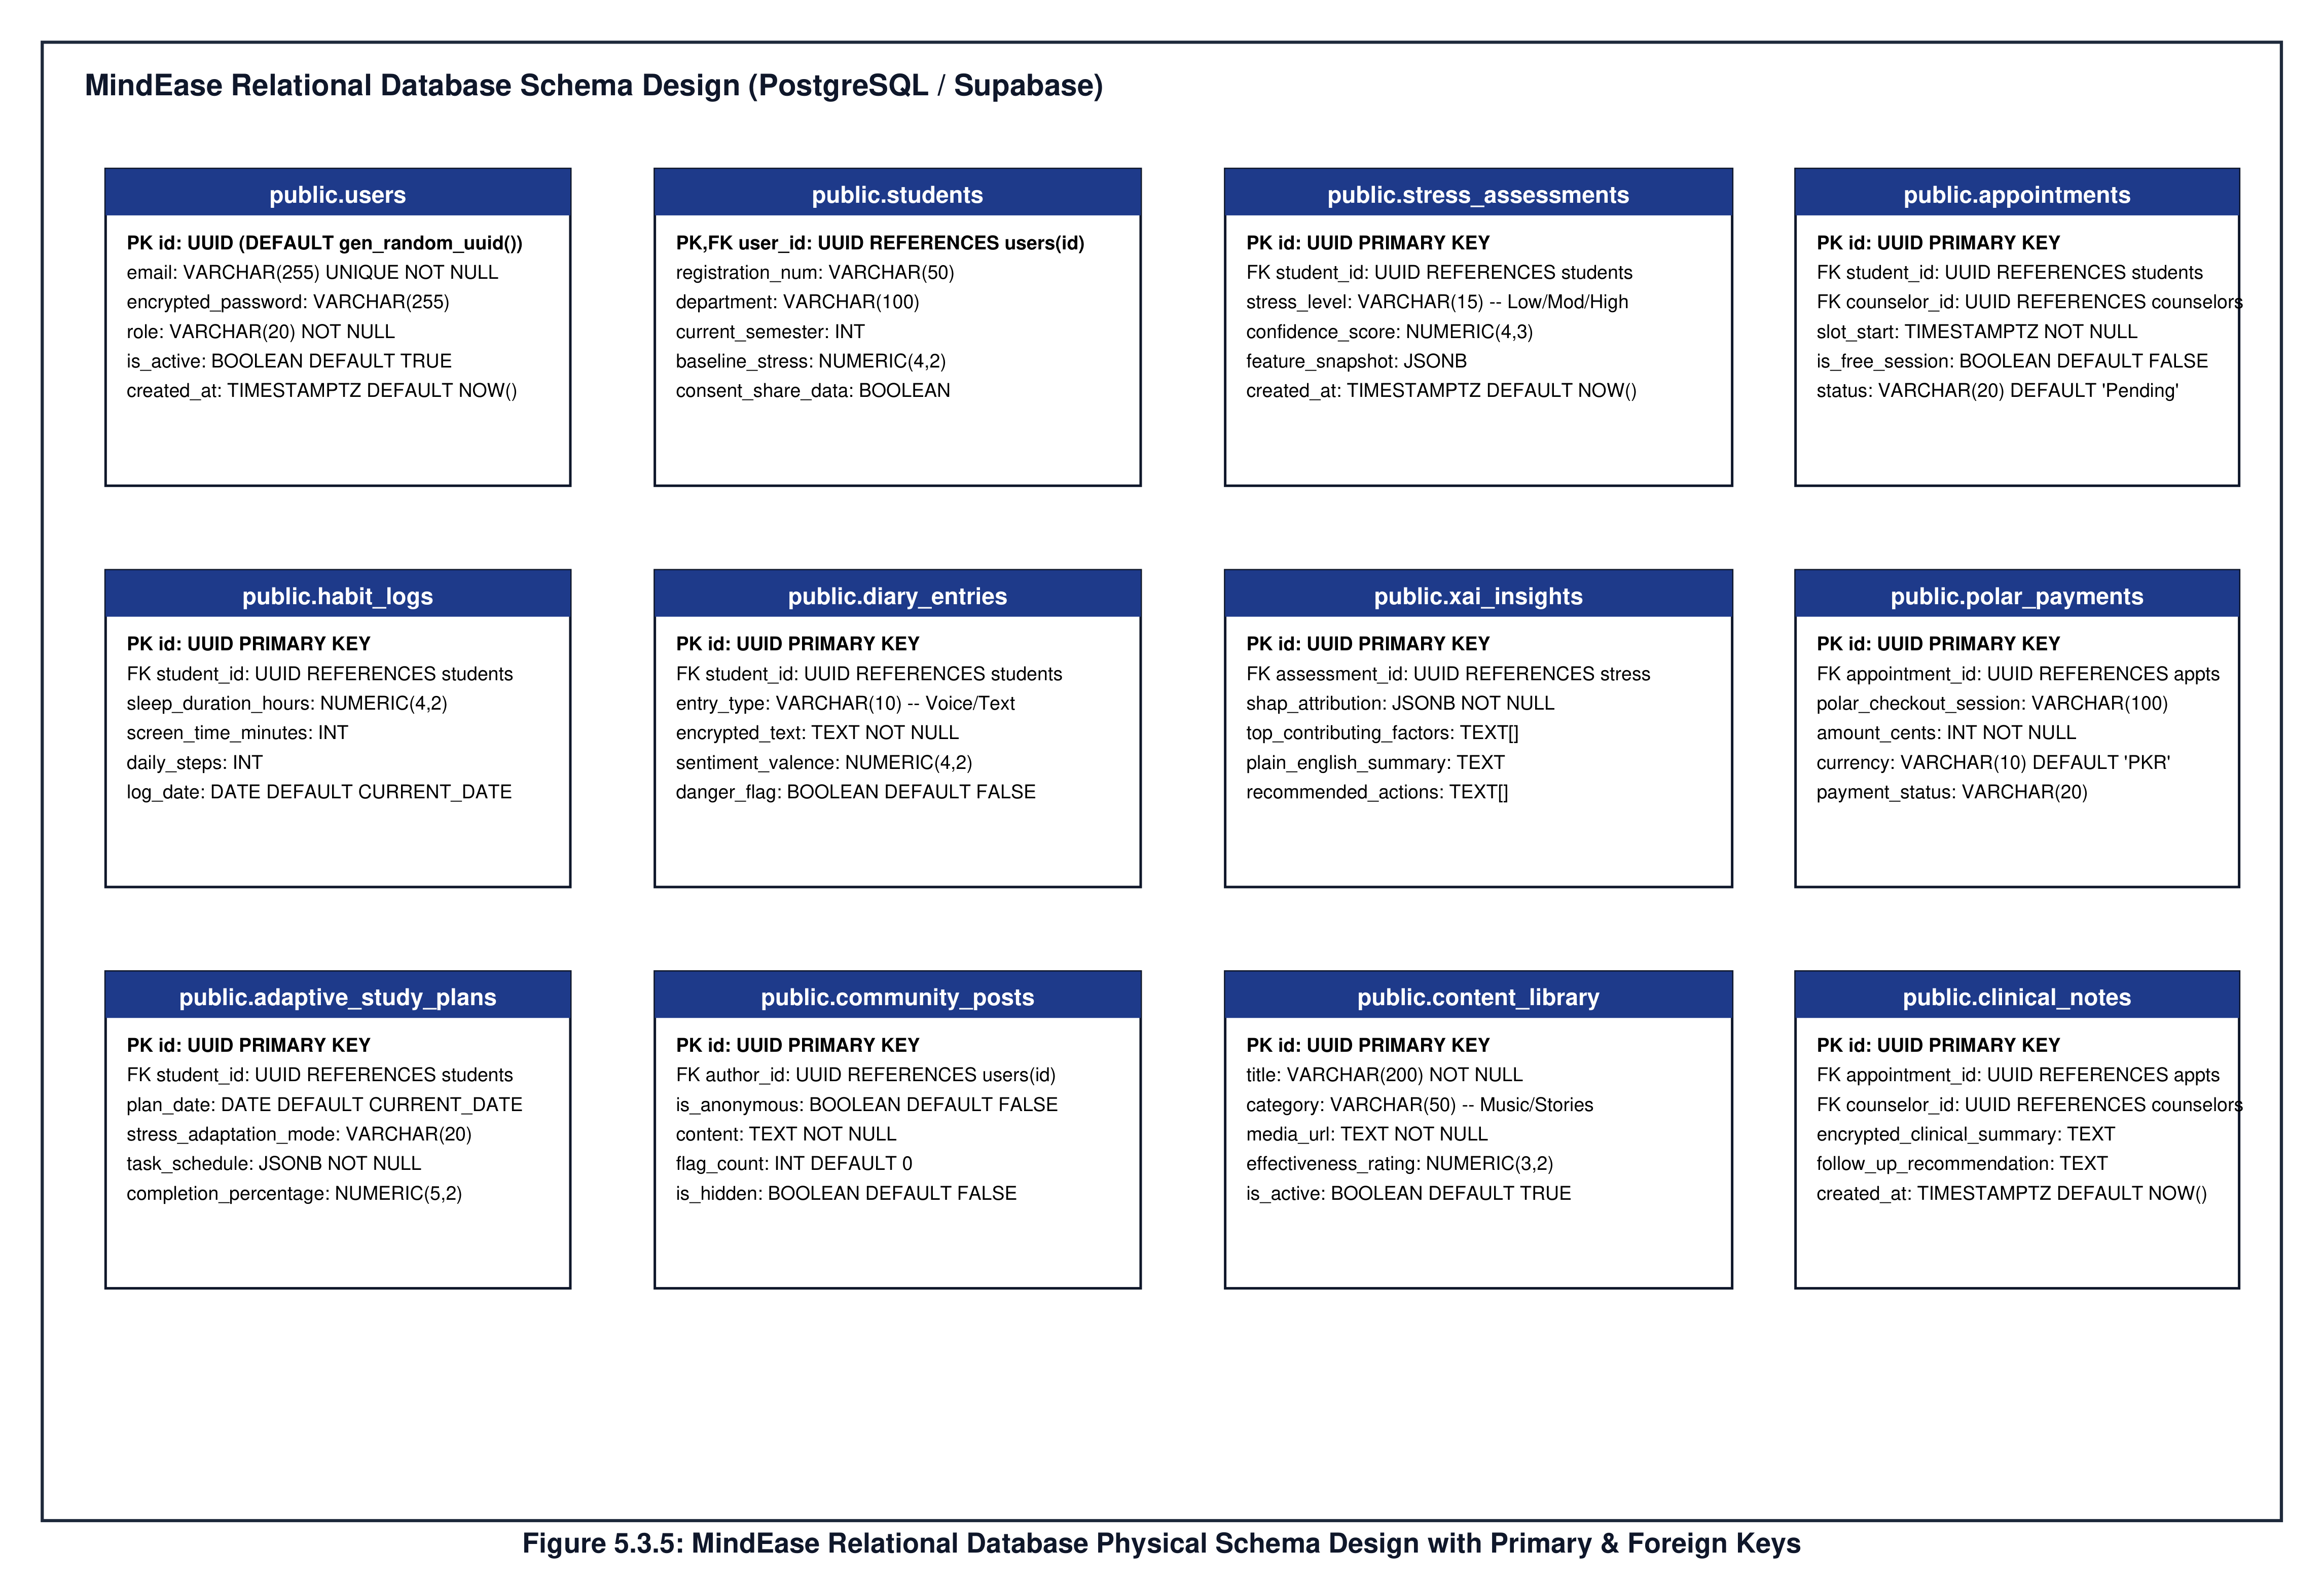 MindEase Relational Database Schema Design (PostgreSQL / Supabase)
public.users
PK id: UUID (DEFAULT gen_random_uuid())
email: VARCHAR(255) UNIQUE NOT NULL
encrypted_password: VARCHAR(255)
role: VARCHAR(20) NOT NULL
is_active: BOOLEAN DEFAULT TRUE
created_at: TIMESTAMPTZ DEFAULT NOW()
public.students
PK,FK user_id: UUID REFERENCES users(id)
registration_num: VARCHAR(50)
department: VARCHAR(100)
current_semester: INT
baseline_stress: NUMERIC(4,2)
consent_share_data: BOOLEAN
public.stress_assessments
PK id: UUID PRIMARY KEY
FK student_id: UUID REFERENCES students
stress_level: VARCHAR(15) -- Low/Mod/High
confidence_score: NUMERIC(4,3)
feature_snapshot: JSONB
created_at: TIMESTAMPTZ DEFAULT NOW()
public.appointments
PK id: UUID PRIMARY KEY
FK student_id: UUID REFERENCES students
FK counselor_id: UUID REFERENCES counselors
slot_start: TIMESTAMPTZ NOT NULL
is_free_session: BOOLEAN DEFAULT FALSE
status: VARCHAR(20) DEFAULT 'Pending'
public.habit_logs
PK id: UUID PRIMARY KEY
FK student_id: UUID REFERENCES students
sleep_duration_hours: NUMERIC(4,2)
screen_time_minutes: INT
daily_steps: INT
log_date: DATE DEFAULT CURRENT_DATE
public.diary_entries
PK id: UUID PRIMARY KEY
FK student_id: UUID REFERENCES students
entry_type: VARCHAR(10) -- Voice/Text
encrypted_text: TEXT NOT NULL
sentiment_valence: NUMERIC(4,2)
danger_flag: BOOLEAN DEFAULT FALSE
public.xai_insights
PK id: UUID PRIMARY KEY
FK assessment_id: UUID REFERENCES stress
shap_attribution: JSONB NOT NULL
top_contributing_factors: TEXT[]
plain_english_summary: TEXT
recommended_actions: TEXT[]
public.polar_payments
PK id: UUID PRIMARY KEY
FK appointment_id: UUID REFERENCES appts
polar_checkout_session: VARCHAR(100)
amount_cents: INT NOT NULL
currency: VARCHAR(10) DEFAULT 'PKR'
payment_status: VARCHAR(20)
public.adaptive_study_plans
PK id: UUID PRIMARY KEY
FK student_id: UUID REFERENCES students
plan_date: DATE DEFAULT CURRENT_DATE
stress_adaptation_mode: VARCHAR(20)
task_schedule: JSONB NOT NULL
completion_percentage: NUMERIC(5,2)
public.community_posts
PK id: UUID PRIMARY KEY
FK author_id: UUID REFERENCES users(id)
is_anonymous: BOOLEAN DEFAULT FALSE
content: TEXT NOT NULL
flag_count: INT DEFAULT 0
is_hidden: BOOLEAN DEFAULT FALSE
public.content_library
PK id: UUID PRIMARY KEY
title: VARCHAR(200) NOT NULL
category: VARCHAR(50) -- Music/Stories
media_url: TEXT NOT NULL
effectiveness_rating: NUMERIC(3,2)
is_active: BOOLEAN DEFAULT TRUE
public.clinical_notes
PK id: UUID PRIMARY KEY
FK appointment_id: UUID REFERENCES appts
FK counselor_id: UUID REFERENCES counselors
encrypted_clinical_summary: TEXT
follow_up_recommendation: TEXT
created_at: TIMESTAMPTZ DEFAULT NOW()
Figure 5.3.5: MindEase Relational Database Physical Schema Design with Primary & Foreign Keys